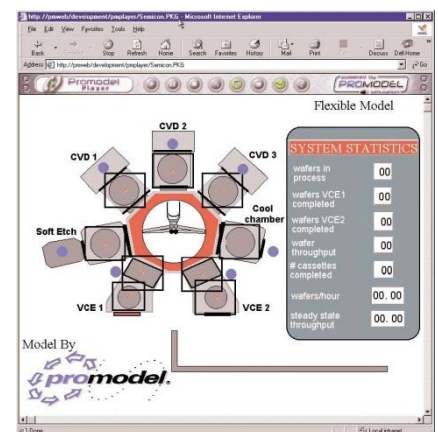 http://pmweb/development/pmplayer/Semicon.PKG - Microsoft Internet Explorer
File Edit View Favorites Tools Help
Back Stop Refresh Home Search Favorites History Mail Print Discuss Dell Home
Address http://pmweb/development/pmplayer/Semicon.PKG Go
Promodel
Player
PROMODEL
Flexible Model
CVD 2
CVD 1
CVD 3
Cool
chamber
Soft Etch
VCE 1
VCE 2
SYSTEM STATISTICS
wafers in
process
00
wafers VCE1
completed
00
wafers VCE2
completed
00
wafer
throughput
00
# cassettes
completed
00
wafers/hour
00. 00
steady state
throughput
00. 00
Model By
promodel.
Done
Local intranet